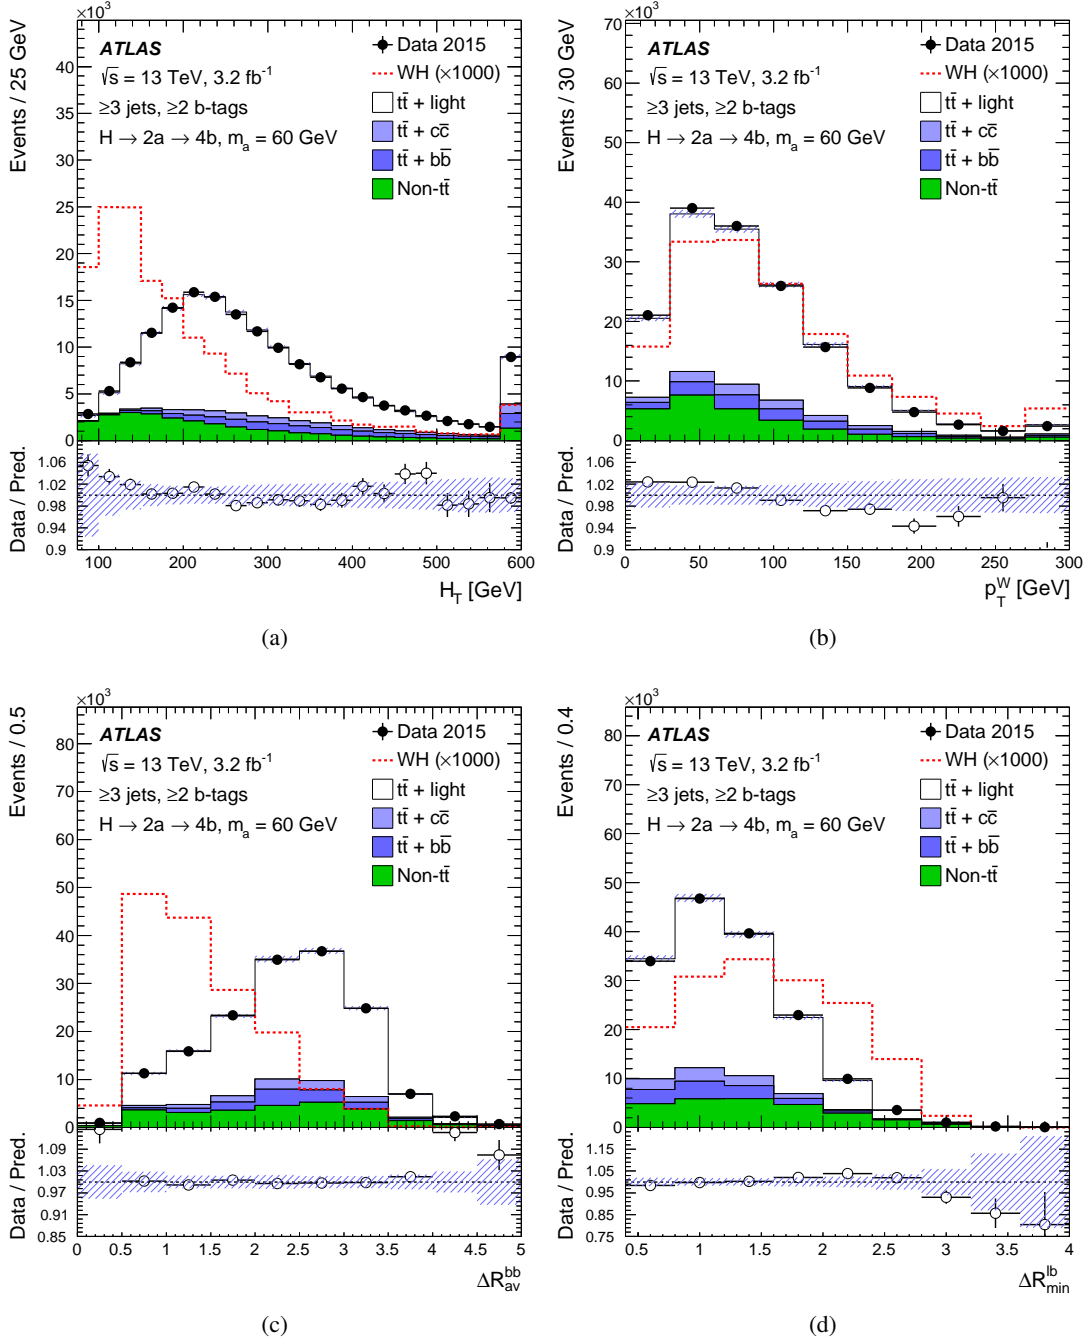 ×10³
Events / 25 GeV
ATLAS
√s = 13 TeV, 3.2 fb⁻¹
≥3 jets, ≥2 b-tags
H → 2a → 4b, mₐ = 60 GeV
Data 2015
WH (×1000)
tt̄ + light
tt̄ + cc̄
tt̄ + bb̄
Non-tt̄
40
35
30
25
20
15
10
5
0
Data / Pred.
1.06
1.02
0.98
0.94
0.9
100 200 300 400 500 600
H_T [GeV]
(a)
×10³
Events / 30 GeV
ATLAS
√s = 13 TeV, 3.2 fb⁻¹
≥3 jets, ≥2 b-tags
H → 2a → 4b, mₐ = 60 GeV
Data 2015
WH (×1000)
tt̄ + light
tt̄ + cc̄
tt̄ + bb̄
Non-tt̄
70
60
50
40
30
20
10
0
Data / Pred.
1.06
1.02
0.98
0.94
0.9
0 50 100 150 200 250 300
p_T^W [GeV]
(b)
×10³
Events / 0.5
ATLAS
√s = 13 TeV, 3.2 fb⁻¹
≥3 jets, ≥2 b-tags
H → 2a → 4b, mₐ = 60 GeV
Data 2015
WH (×1000)
tt̄ + light
tt̄ + cc̄
tt̄ + bb̄
Non-tt̄
80
70
60
50
40
30
20
10
0
Data / Pred.
1.09
1.03
0.97
0.91
0.85
0 0.5 1 1.5 2 2.5 3 3.5 4 4.5 5
ΔR_av^bb
(c)
×10³
Events / 0.4
ATLAS
√s = 13 TeV, 3.2 fb⁻¹
≥3 jets, ≥2 b-tags
H → 2a → 4b, mₐ = 60 GeV
Data 2015
WH (×1000)
tt̄ + light
tt̄ + cc̄
tt̄ + bb̄
Non-tt̄
80
70
60
50
40
30
20
10
0
Data / Pred.
1.15
1.05
0.95
0.85
0.75
1 1.5 2 2.5 3 3.5 4
ΔR_min^lb
(d)